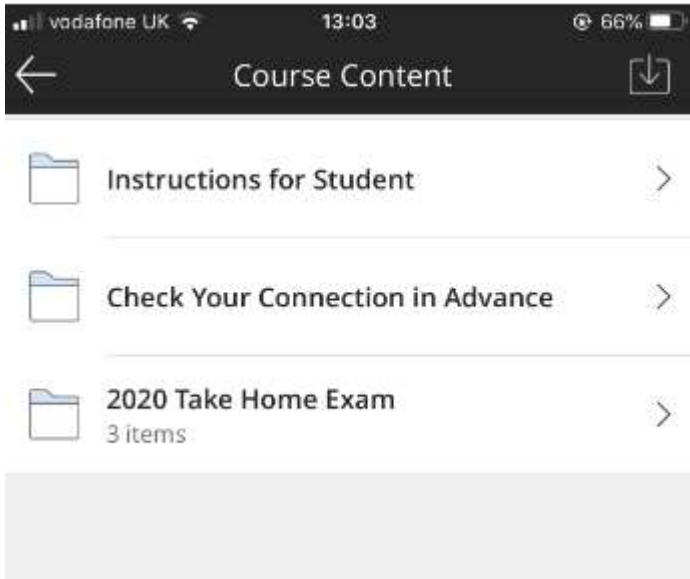 vodafone UK 13:03 66%
Course Content
Instructions for Student
Check Your Connection in Advance
2020 Take Home Exam
3 items